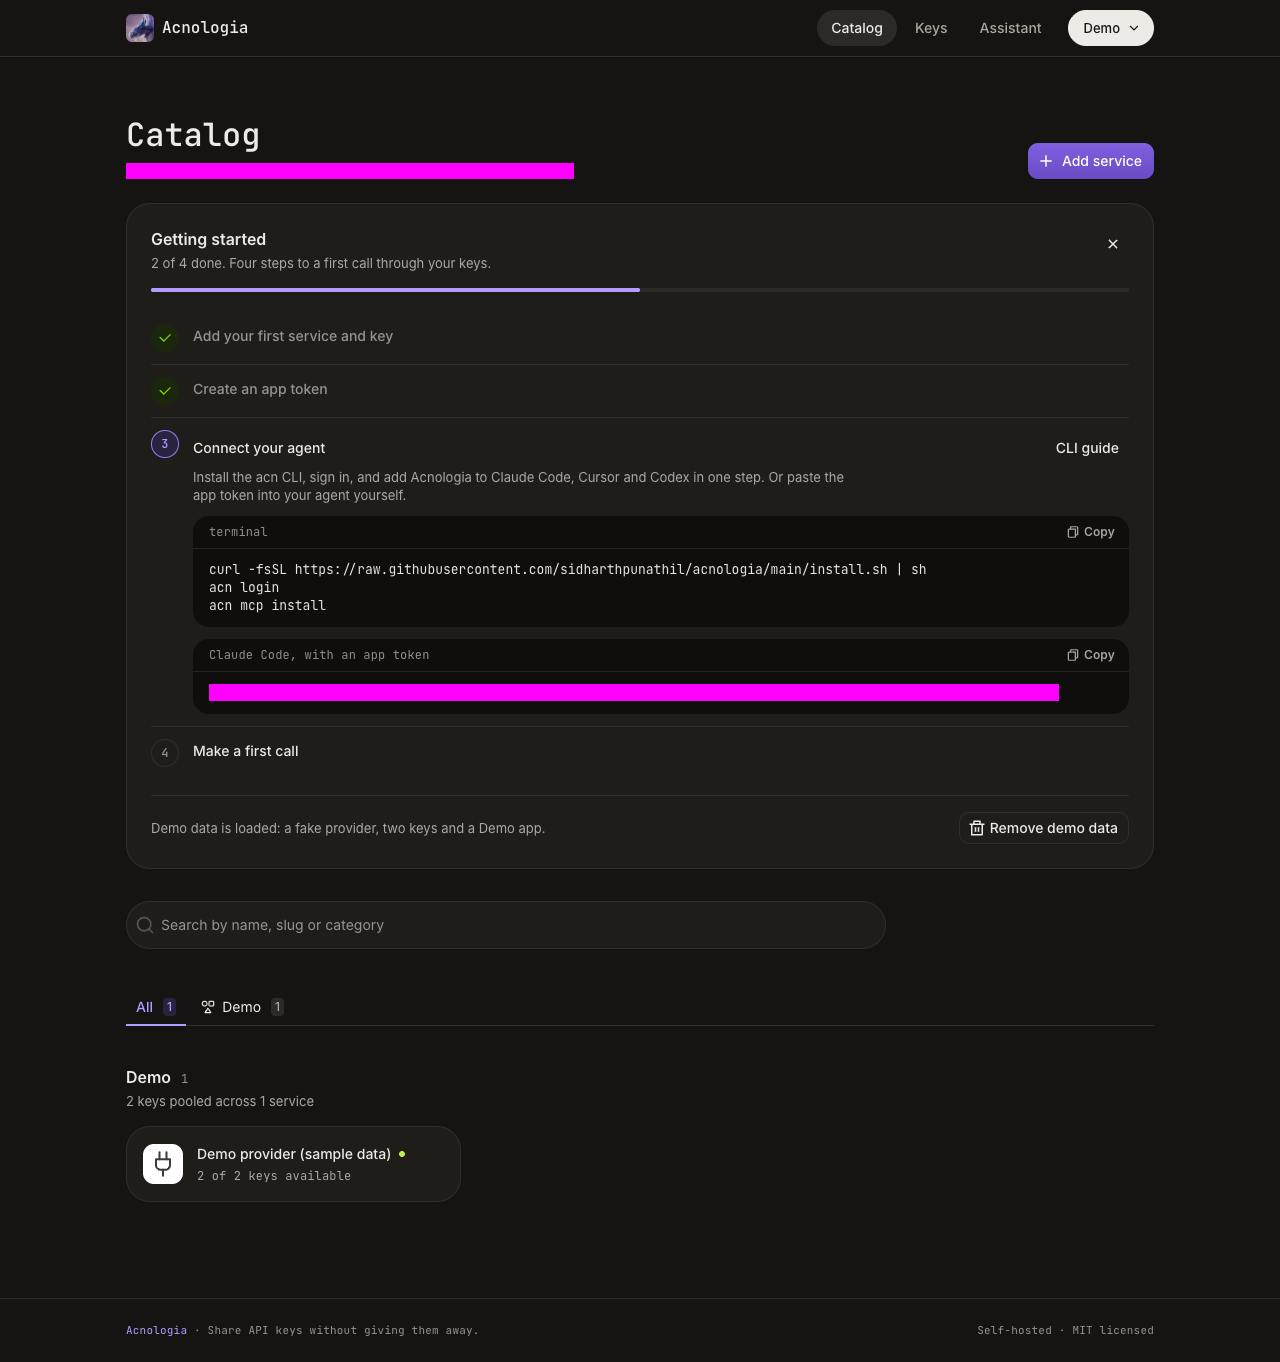 Acnologia
Catalog
Keys
Assistant
Demo
Catalog
Add service
Getting started
2 of 4 done. Four steps to a first call through your keys.
Add your first service and key
Create an app token
3
Connect your agent
CLI guide
Install the acn CLI, sign in, and add Acnologia to Claude Code, Cursor and Codex in one step. Or paste the
app token into your agent yourself.
terminal
Copy
curl -fsSL https://raw.githubusercontent.com/sidharthpunathil/acnologia/main/install.sh | sh
acn login
acn mcp install
Claude Code, with an app token
Copy
4
Make a first call
Demo data is loaded: a fake provider, two keys and a Demo app.
Remove demo data
Search by name, slug or category
All 1
Demo 1
Demo 1
2 keys pooled across 1 service
Demo provider (sample data)
2 of 2 keys available
Acnologia · Share API keys without giving them away.
Self-hosted · MIT licensed